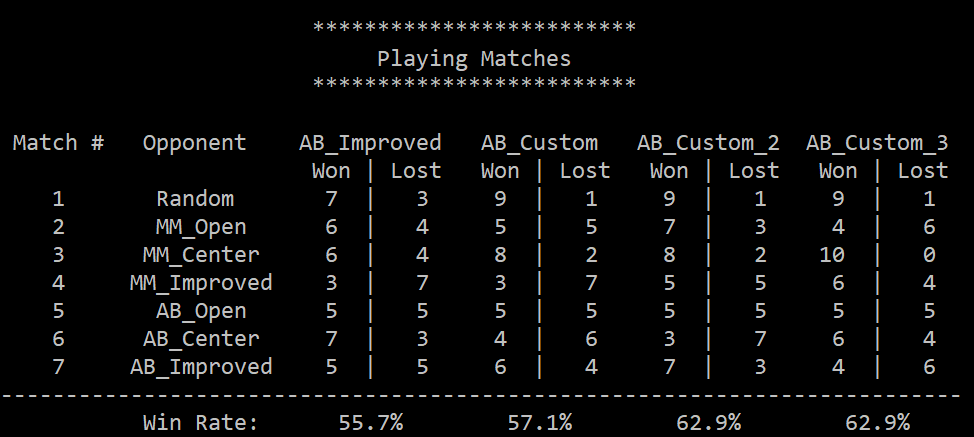 *************************
Playing Matches
*************************
Match # Opponent AB_Improved AB_Custom AB_Custom_2 AB_Custom_3
Won | Lost Won | Lost Won | Lost Won | Lost
1 Random 7 | 3 9 | 1 9 | 1 9 | 1
2 MM_Open 6 | 4 5 | 5 7 | 3 4 | 6
3 MM_Center 6 | 4 8 | 2 8 | 2 10 | 0
4 MM_Improved 3 | 7 3 | 7 5 | 5 6 | 4
5 AB_Open 5 | 5 5 | 5 5 | 5 5 | 5
6 AB_Center 7 | 3 4 | 6 3 | 7 6 | 4
7 AB_Improved 5 | 5 6 | 4 7 | 3 4 | 6
--------------------------------------------------------------------------
Win Rate: 55.7% 57.1% 62.9% 62.9%